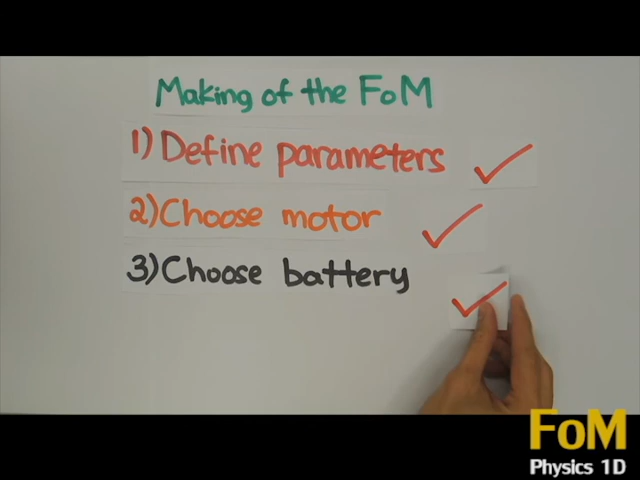 Making of the FoM
1) Define parameters
2) Choose motor
3) Choose battery
FoM
Physics 1D